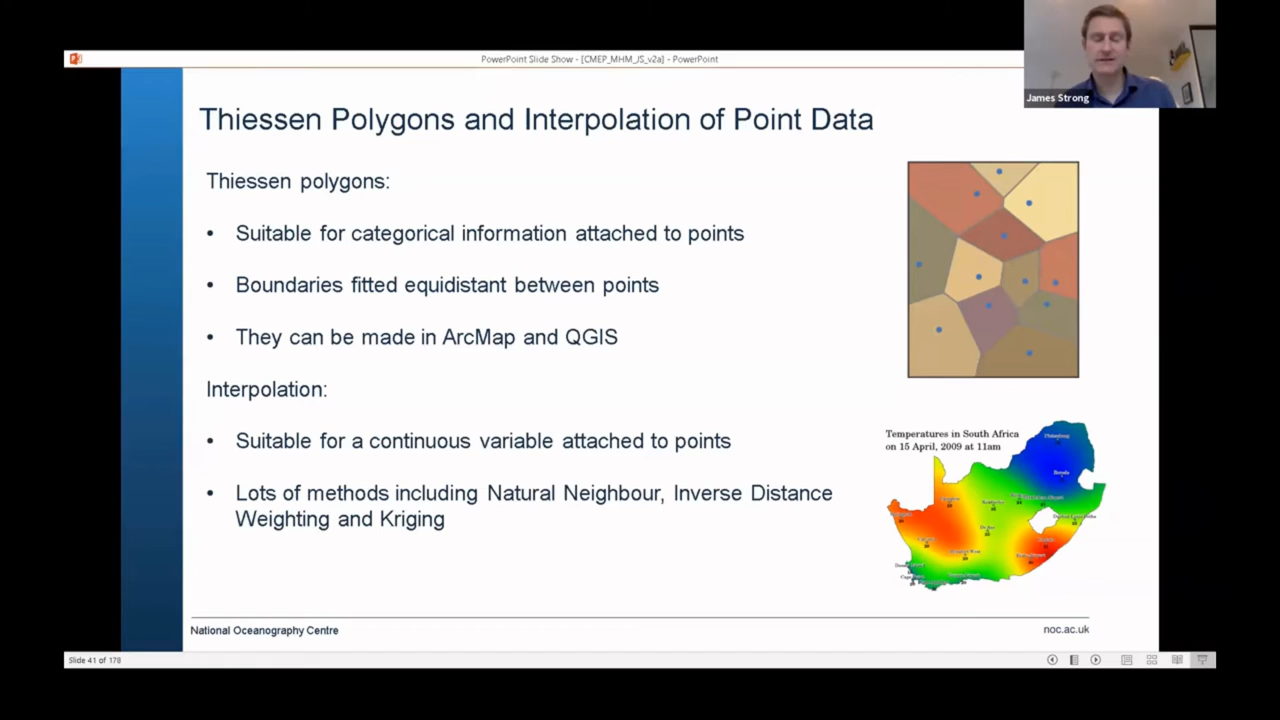 PowerPoint Slide Show - [CMEP_MHM_JS_v2a] - PowerPoint
James Strong
Thiessen Polygons and Interpolation of Point Data
Thiessen polygons:
• Suitable for categorical information attached to points
• Boundaries fitted equidistant between points
• They can be made in ArcMap and QGIS
Interpolation:
• Suitable for a continuous variable attached to points
• Lots of methods including Natural Neighbour, Inverse Distance
Weighting and Kriging
Temperatures in South Africa
on 15 April, 2009 at 11am
National Oceanography Centre
noc.ac.uk
Slide 41 of 178